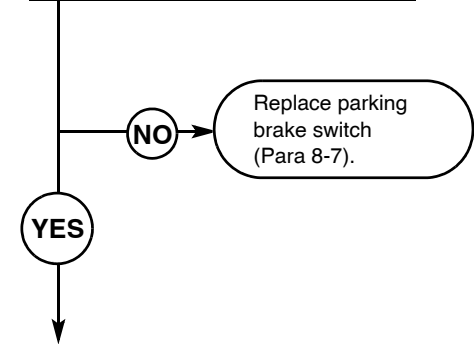 NO
Replace parking
brake switch
(Para 8-7).
YES